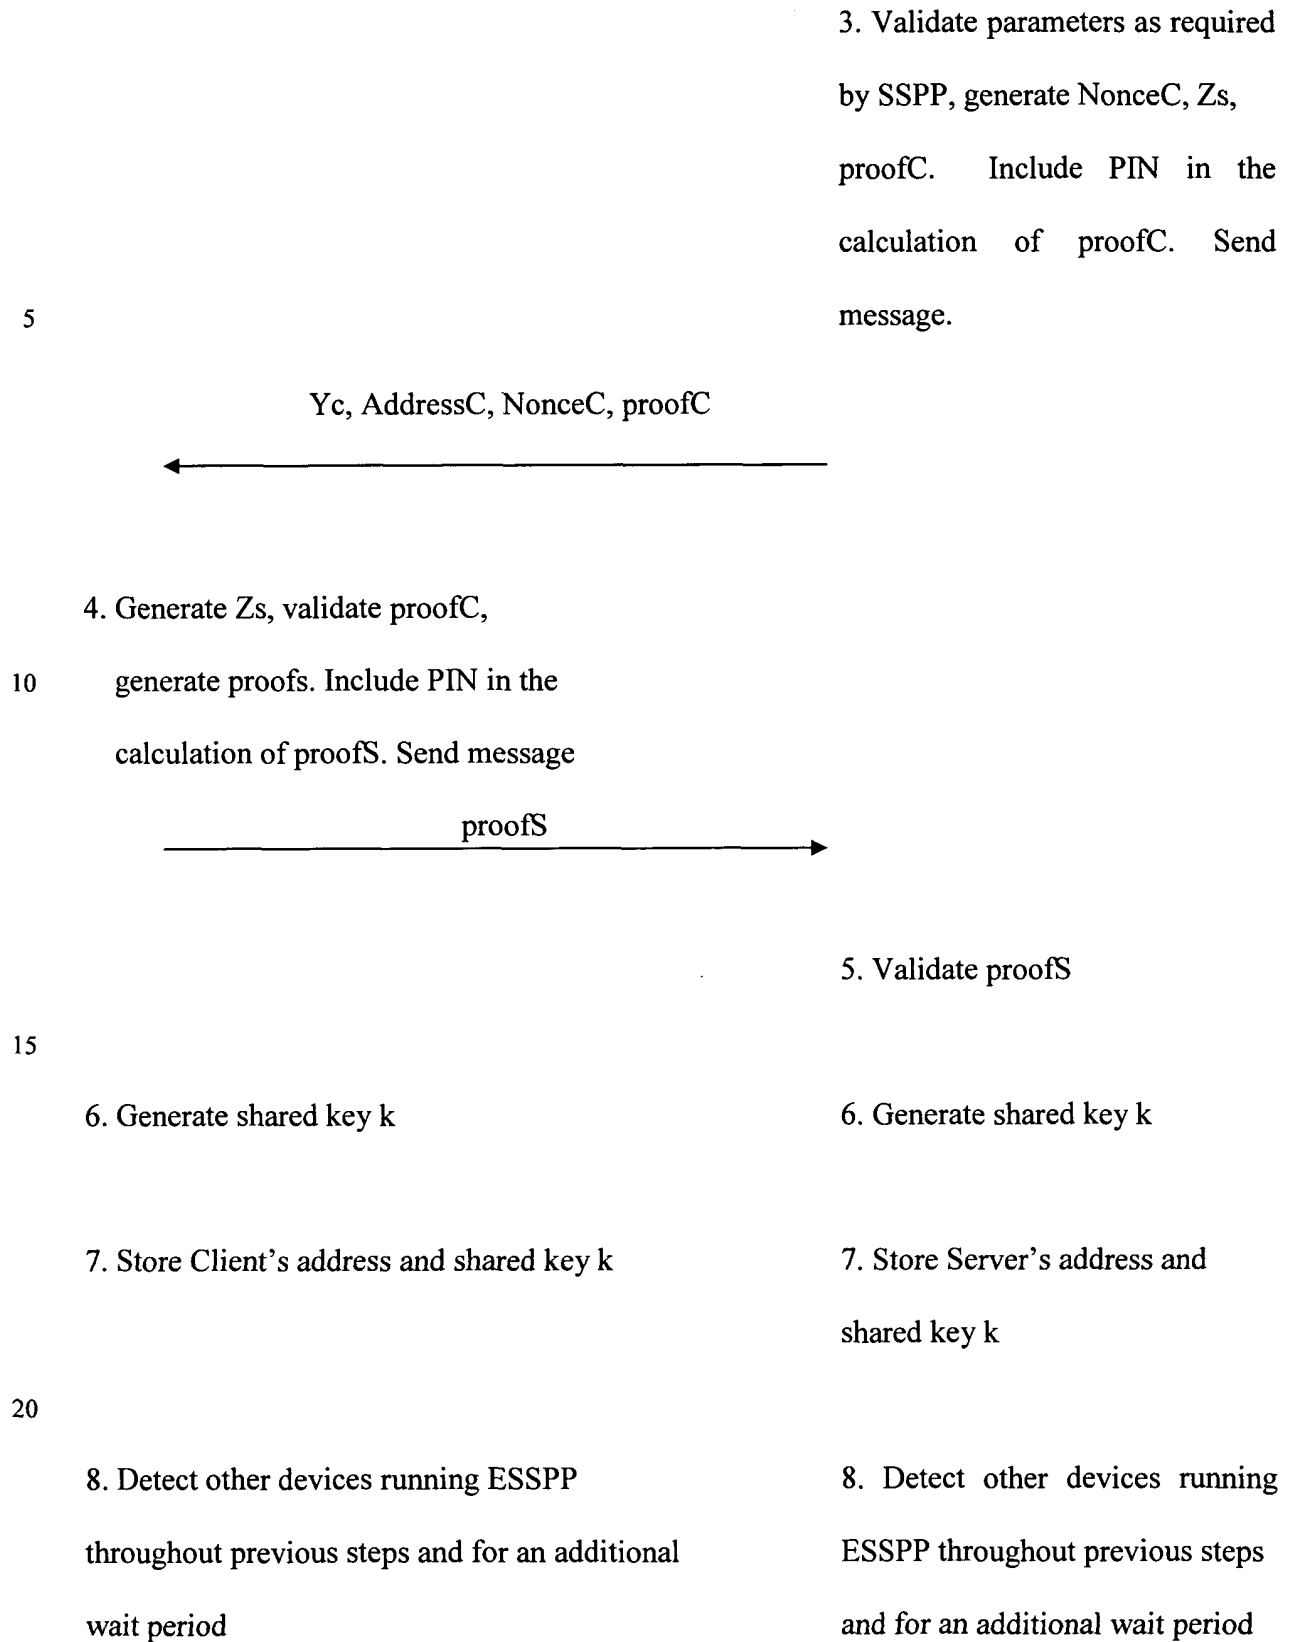 3. Validate parameters as required
by SSPP, generate NonceC, Zs,
proofC. Include PIN in the
calculation of proofC. Send
5 message.
Yc, AddressC, NonceC, proofC
4. Generate Zs, validate proofC,
10 generate proofs. Include PIN in the
calculation of proofS. Send message
proofS
5. Validate proofS
15
6. Generate shared key k
6. Generate shared key k
7. Store Client's address and shared key k
7. Store Server's address and
shared key k
20
8. Detect other devices running ESSPP
throughout previous steps and for an additional
wait period
8. Detect other devices running
ESSPP throughout previous steps
and for an additional wait period